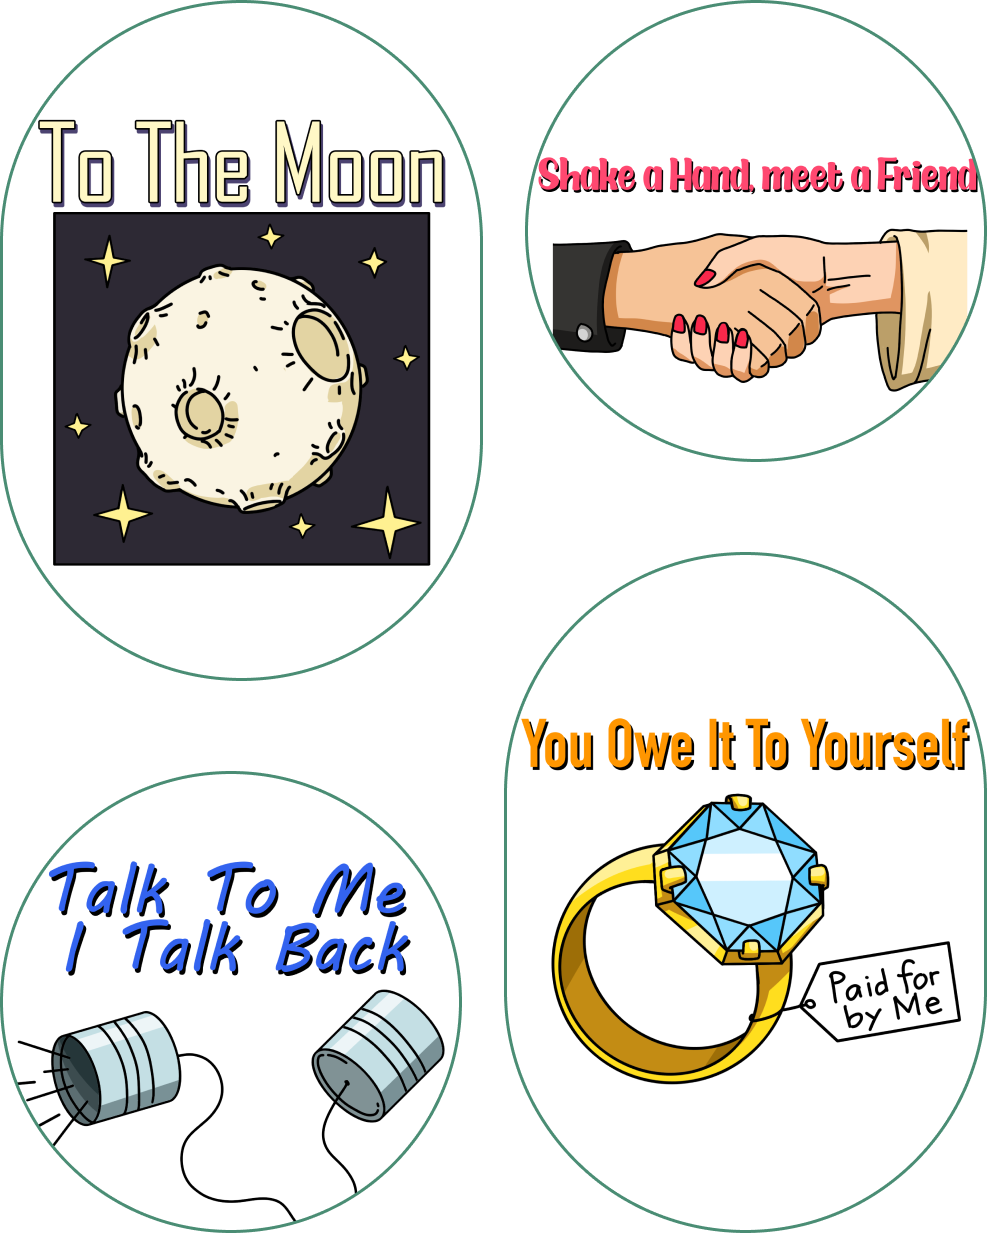 To The Moon
Shake a Hand, meet a Friend
Talk To Me
I Talk Back
You Owe It To Yourself
Paid for
by Me